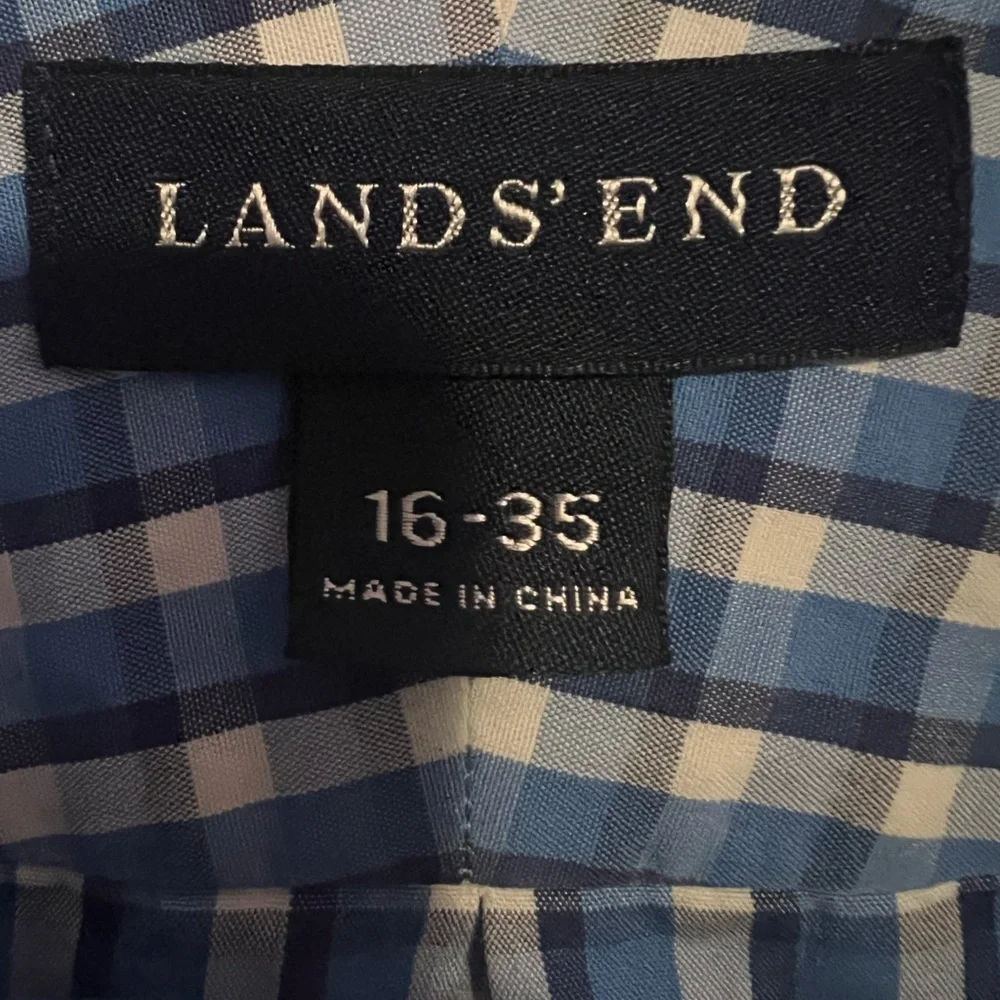 LANDS' END
16-35
MADE IN CHINA